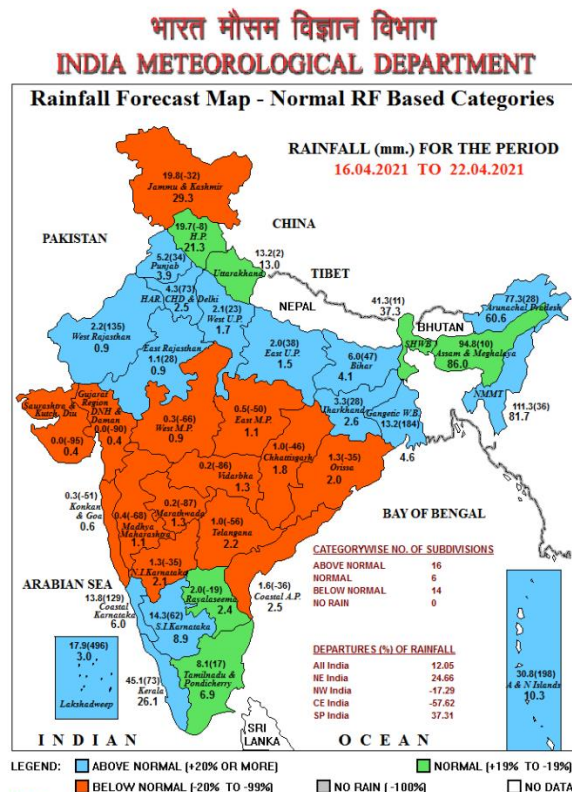 भारत मौसम विज्ञान विभाग
INDIA METEOROLOGICAL DEPARTMENT
Rainfall Forecast Map - Normal RF Based Categories
RAINFALL (mm.) FOR THE PERIOD
16.04.2021 TO 22.04.2021
19.8(-32)
Jammu & Kashmir
29.3
19.7(-8)
H.P.
21.3
CHINA
PAKISTAN
13.2(2)
Uttarakhand
13.0
TIBET
5.2(34)
Punjab
3.9
4.3(73)
HAR. CHD & Delhi
2.5
NEPAL
2.1(23)
West U.P.
1.7
41.3(11)
37.3
SHWB
BHUTAN
77.3(28)
Arunachal Pradesh
60.6
2.2(135)
West Rajasthan
0.9
East Rajasthan
1.1(28)
0.9
2.0(38)
East U.P.
1.5
6.0(47)
Bihar
4.1
94.8(10)
Assam & Meghalaya
86.0
NMMT
111.3(36)
81.7
3.3(28)
Jharkhand
2.6
Gangetic W.B.
13.2(184)
4.6
Saurashtra &
Kutch, Diu
0.0(-95)
0.4
Gujarat
Region
DNH &
Daman
0.0(-90)
0.4
0.3(-66)
West M.P.
0.9
0.5(-50)
East M.P.
1.1
1.0(-46)
Chhattisgarh
1.8
1.3(-35)
Orissa
2.0
0.2(-86)
Vidarbha
1.3
0.3(-51)
Konkan
& Goa
0.6
0.4(-68)
Madhya
Maharashtra
1.1
0.2(-87)
Marathwada
1.3
1.0(-56)
Telangana
2.2
BAY OF BENGAL
1.3(-35)
N.I.Karnataka
2.1
ARABIAN SEA
13.8(129)
Coastal
Karnataka
6.0
2.0(-19)
Rayalaseema
2.4
1.6(-36)
Coastal A.P.
2.5
14.3(62)
S.I.Karnataka
8.9
8.1(17)
Tamilnadu &
Pondicherry
6.9
45.1(73)
Kerala
26.1
17.9(496)
3.0
Lakshadweep
30.8(198)
A & N Islands
10.3
CATEGORYWISE NO. OF SUBDIVISIONS
ABOVE NORMAL 16
NORMAL 6
BELOW NORMAL 14
NO RAIN 0
DEPARTURES (%) OF RAINFALL
All India 12.05
NE India 24.66
NW India -17.29
CE India -57.62
SP India 37.31
SRI
LANKA
INDIAN OCEAN
LEGEND: ABOVE NORMAL (+20% OR MORE) NORMAL (+19% TO -19%)
BELOW NORMAL (-20% TO -99%) NO RAIN (-100%) NO DATA